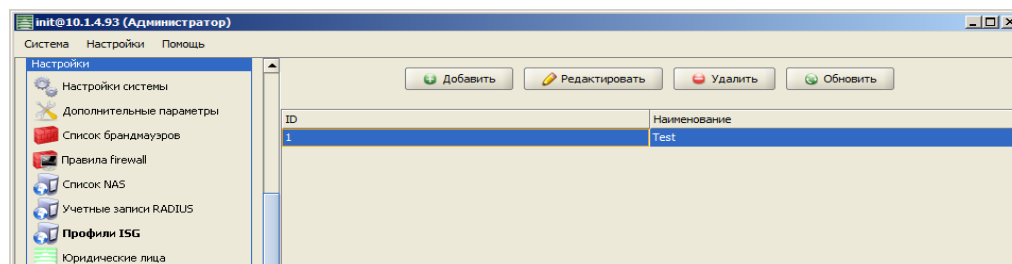 init@10.1.4.93 (Администратор)
Система Настройки Помощь
Настройки
Настройки системы
Дополнительные параметры
Список брандмауэров
Правила firewall
Список NAS
Учетные записи RADIUS
Профили ISG
Юридические лица
Добавить Редактировать Удалить Обновить
ID Наименование
1 Test